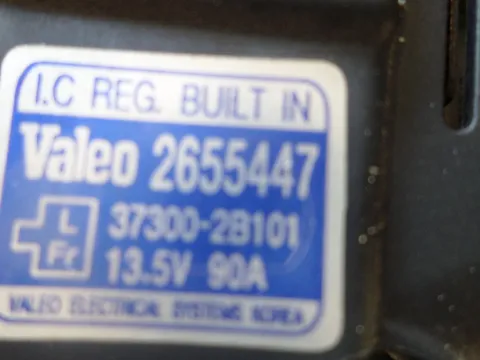 I.C REG. BUILT IN
Valeo 2655447
L 37300-2B101
Fr 13.5V 90A
VALEO ELECTRICAL SYSTEMS KOREA